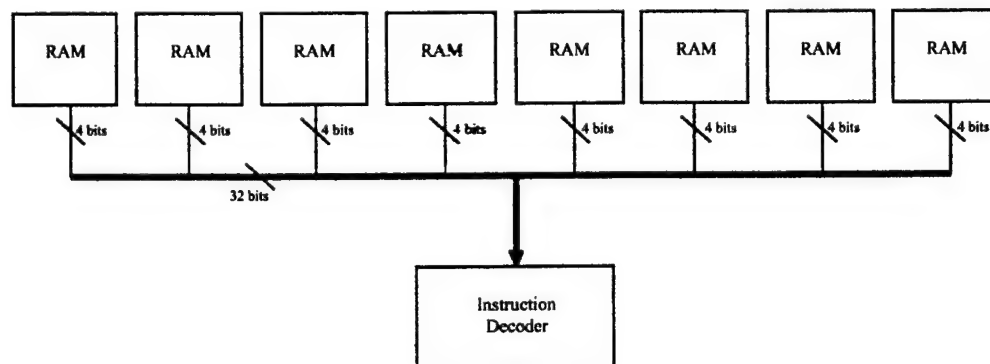 RAM RAM RAM RAM RAM RAM RAM RAM
4 bits 4 bits 4 bits 4 bits 4 bits 4 bits 4 bits 4 bits
32 bits
Instruction
Decoder